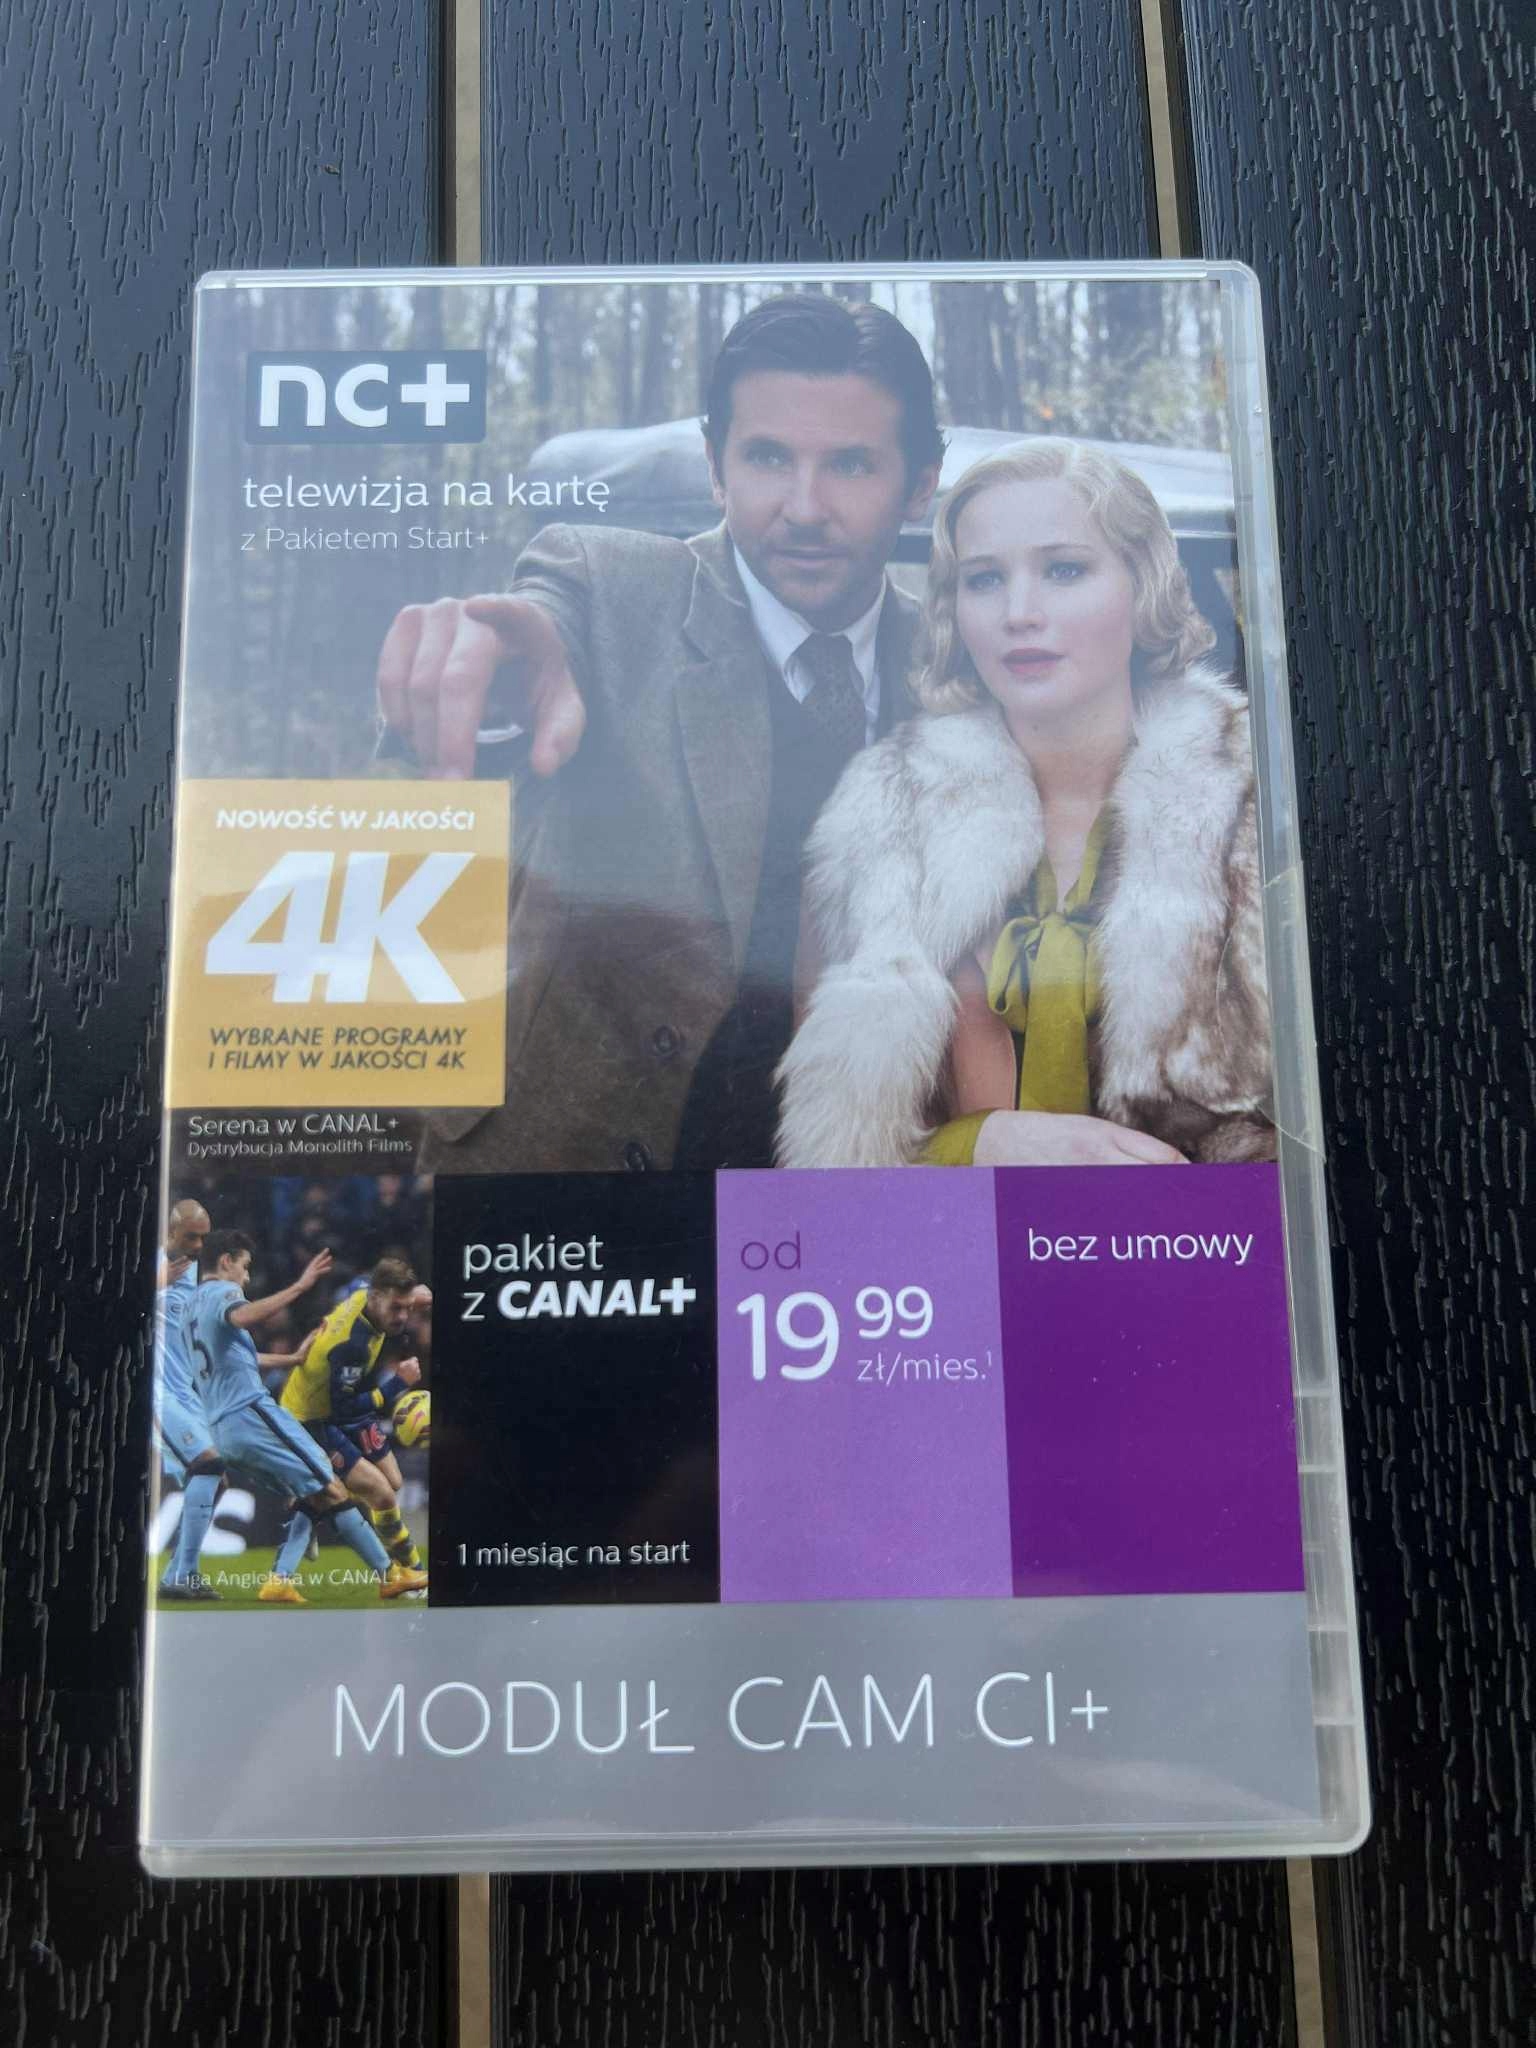 nc+
telewizja na kartę
z Pakietem Start+
NOWOŚĆ W JAKOŚCI
4K
WYBRANE PROGRAMY
I FILMY W JAKOŚCI 4K
Serena w CANAL+
Dystrybucja Monolith Films
Liga Angielska w CANAL+
pakiet
z CANAL+
1 miesiąc na start
od
19 99
zł/mies.¹
bez umowy
MODUŁ CAM CI+